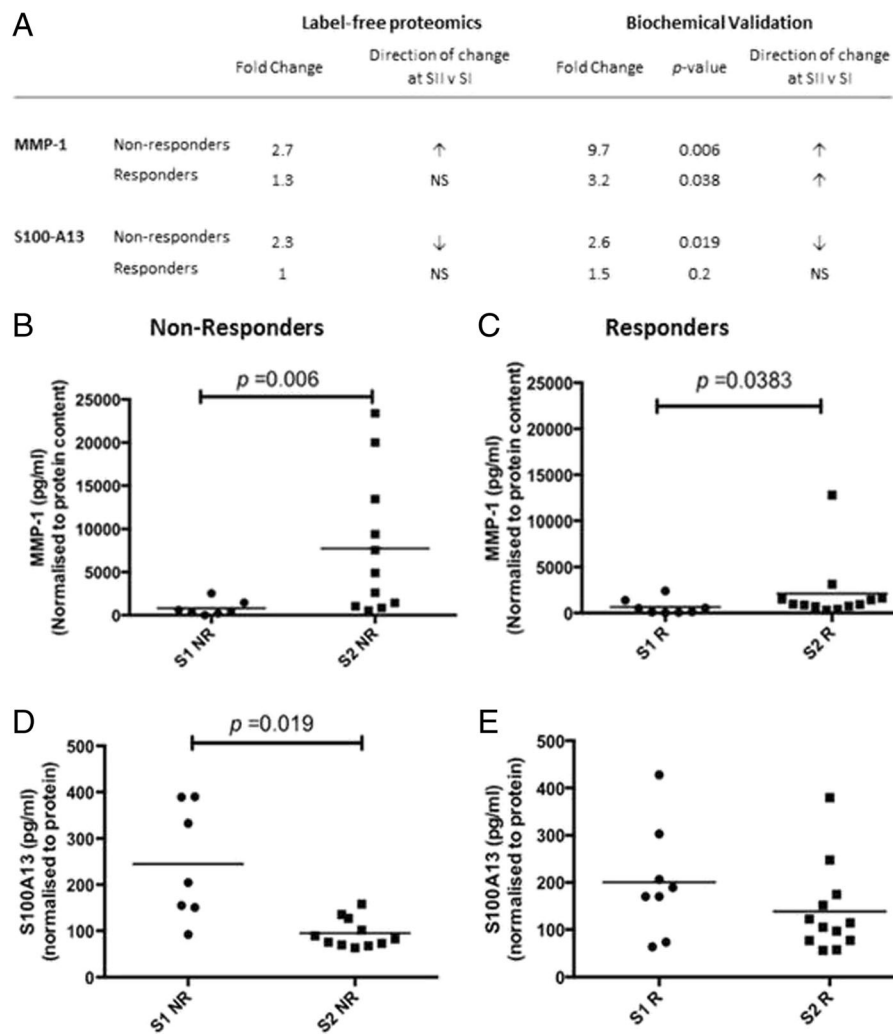 A
Label-free proteomics Biochemical Validation
Fold Change Direction of change at SII v SI Fold Change p-value Direction of change at SII v SI
MMP-1 Non-responders 2.7 ↑ 9.7 0.006 ↑
Responders 1.3 NS 3.2 0.038 ↑
S100-A13 Non-responders 2.3 ↓ 2.6 0.019 ↓
Responders 1 NS 1.5 0.2 NS
B Non-Responders
p =0.006
MMP-1 (pg/ml)
(Normalised to protein content)
25000
20000
15000
10000
5000
0
S1 NR S2 NR
C Responders
p =0.0383
MMP-1 (pg/ml)
(Normalised to protein content)
25000
20000
15000
10000
5000
0
S1 R S2 R
D
p =0.019
S100A13 (pg/ml)
(normalised to protein)
500
400
300
200
100
0
S1 NR S2 NR
E
S100A13 (pg/ml)
(normalised to protein)
500
400
300
200
100
0
S1 R S2 R